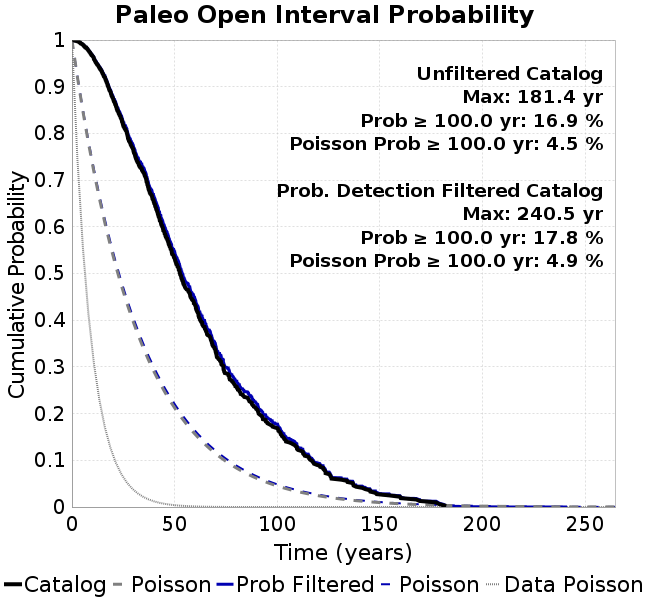 Paleo Open Interval Probability
Unfiltered Catalog
Max: 181.4 yr
Prob ≥ 100.0 yr: 16.9 %
Poisson Prob ≥ 100.0 yr: 4.5 %
Prob. Detection Filtered Catalog
Max: 240.5 yr
Prob ≥ 100.0 yr: 17.8 %
Poisson Prob ≥ 100.0 yr: 4.9 %
Cumulative Probability
1
0.9
0.8
0.7
0.6
0.5
0.4
0.3
0.2
0.1
0
0 50 100 150 200 250
Time (years)
Catalog Poisson Prob Filtered Poisson Data Poisson